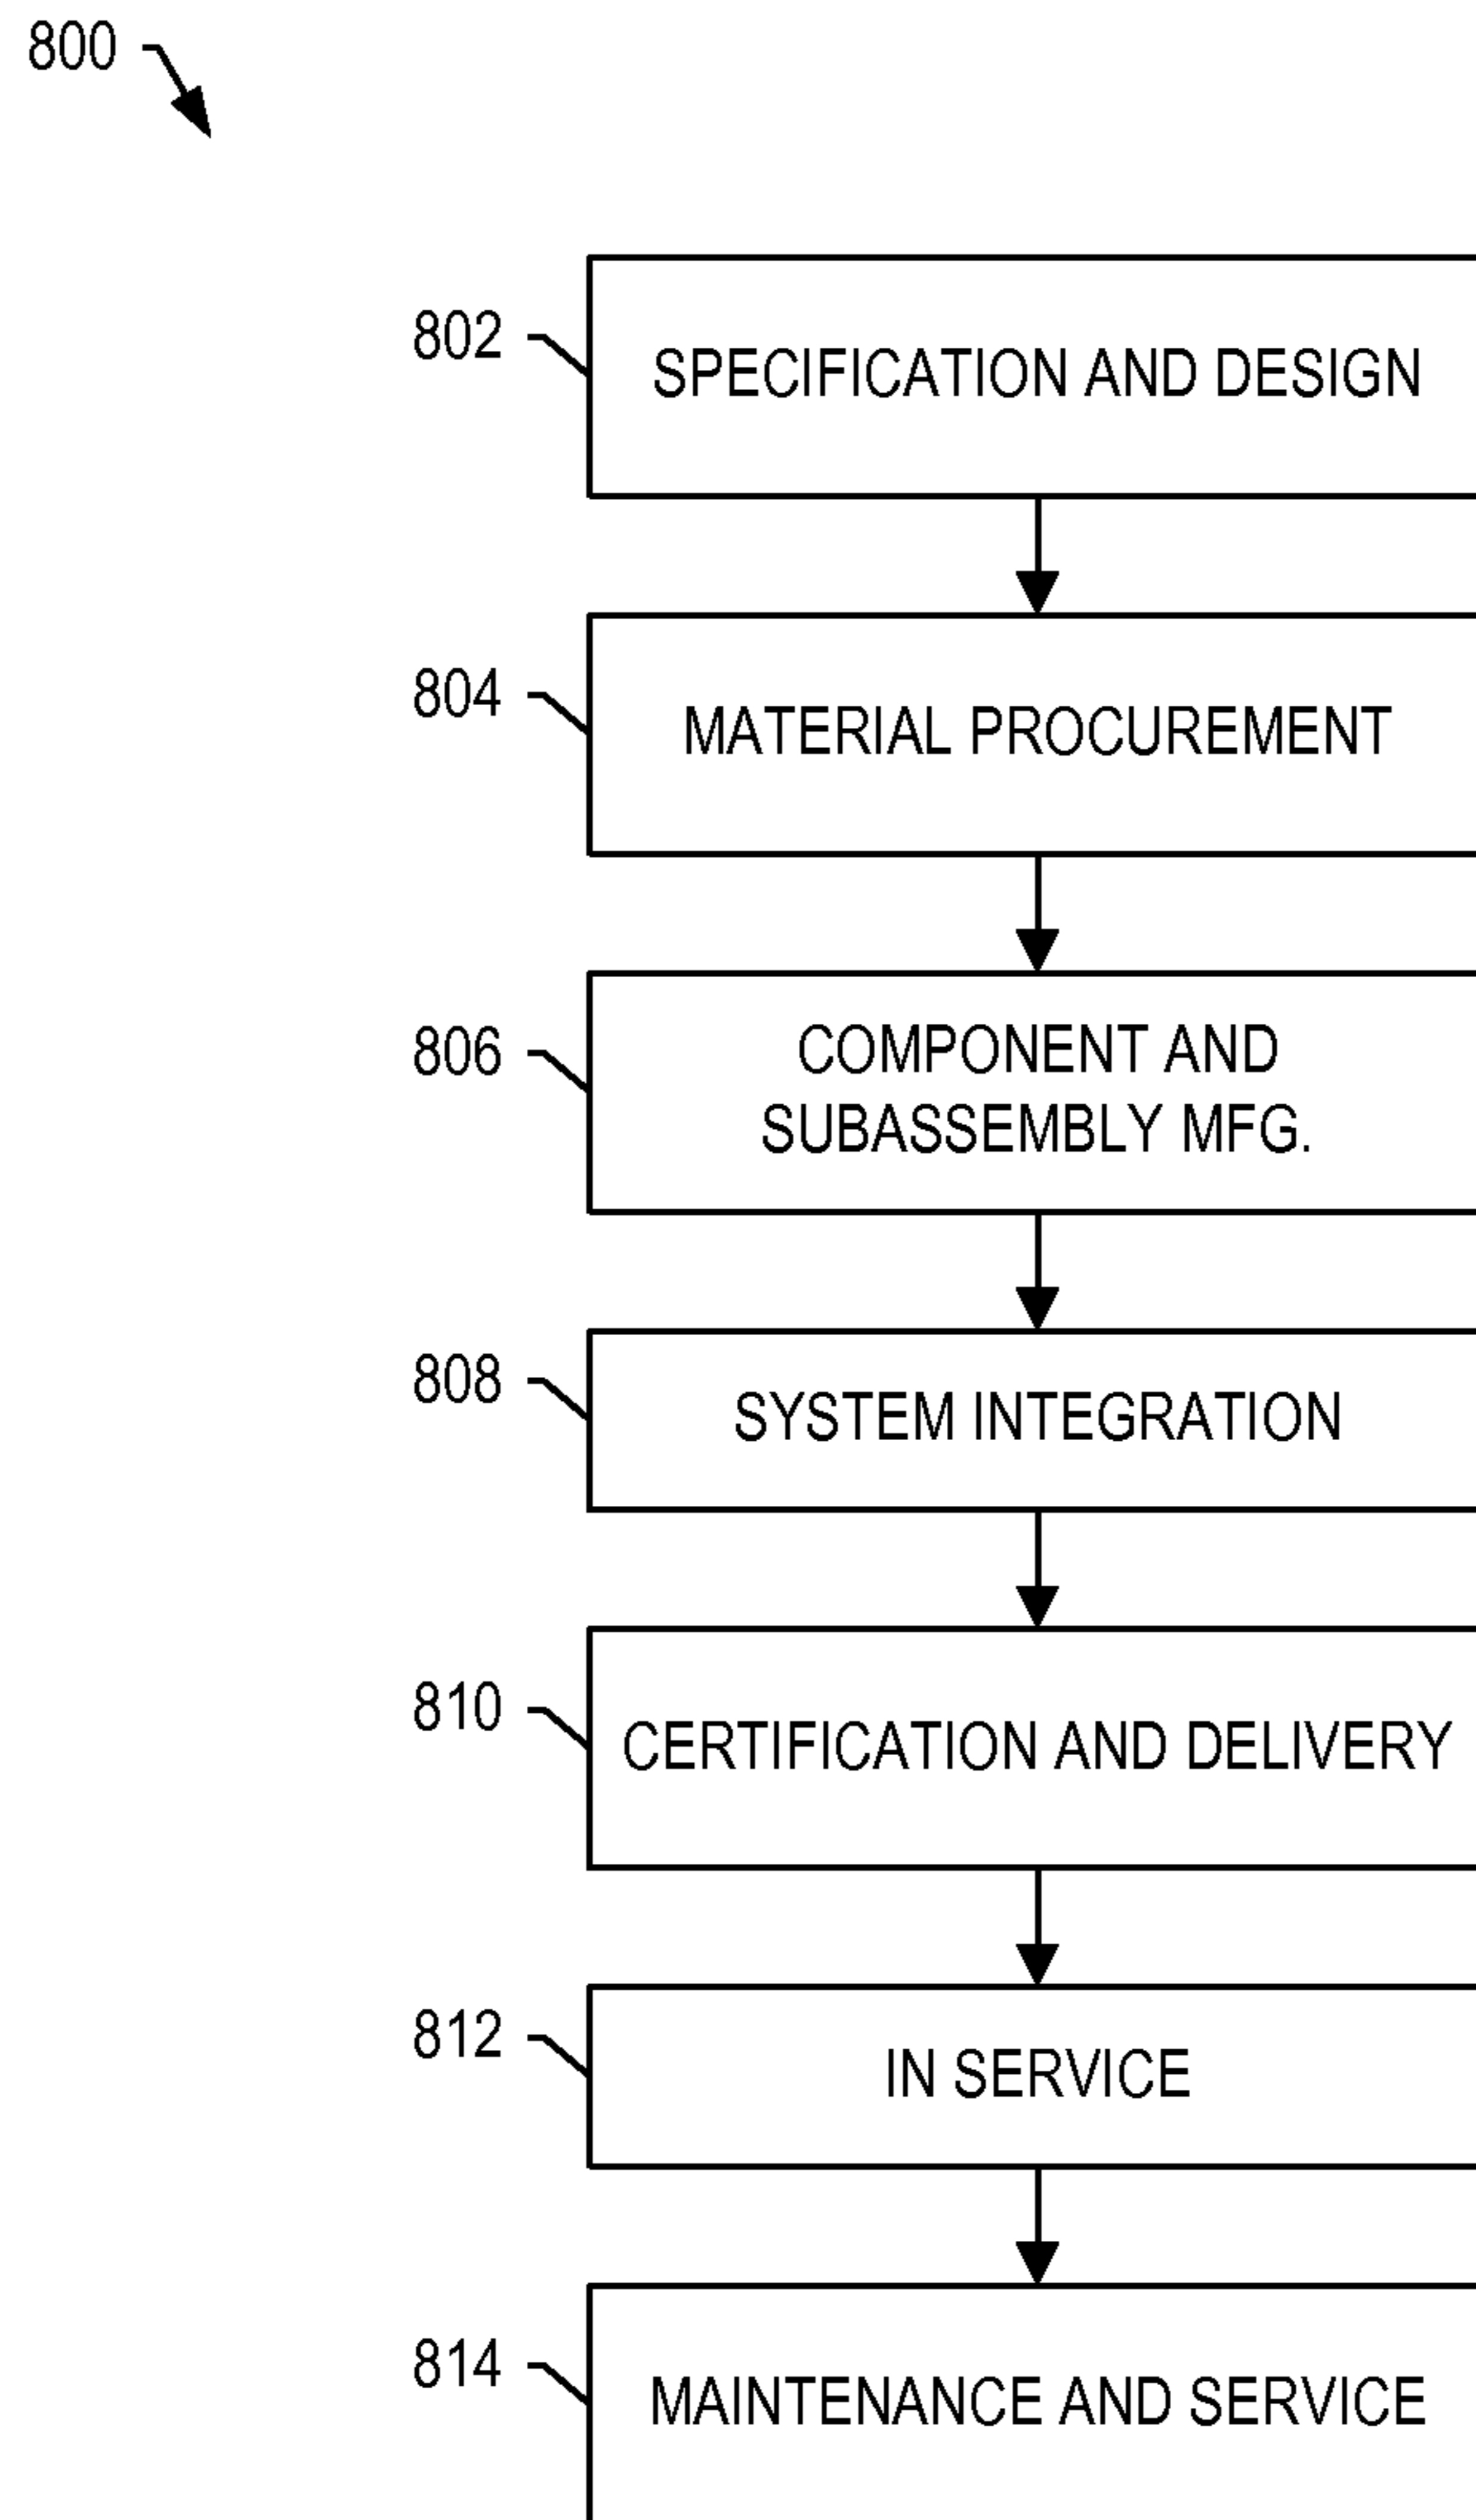 800
802
SPECIFICATION AND DESIGN
804
MATERIAL PROCUREMENT
806
COMPONENT AND
SUBASSEMBLY MFG.
808
SYSTEM INTEGRATION
810
CERTIFICATION AND DELIVERY
812
IN SERVICE
814
MAINTENANCE AND SERVICE